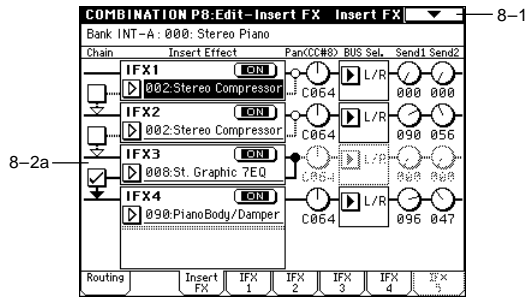 COMBINATION P8:Edit-Insert FX Insert FX
8-1
Bank INT-A: 000: Stereo Piano
Chain Insert Effect Pan(CC#8) BUS Sel. Send1 Send2
IFX1 ON
002:Stereo Compressor C064 L/R 000 000
IFX2 ON
002:Stereo Compressor C064 L/R 090 056
8-2a
IFX3 ON
008:St. Graphic 7EQ C064 L/R 000 000
IFX4 ON
090:PianoBody/Damper C064 L/R 096 047
Routing Insert FX IFX 1 IFX 2 IFX 3 IFX 4 IFX 5